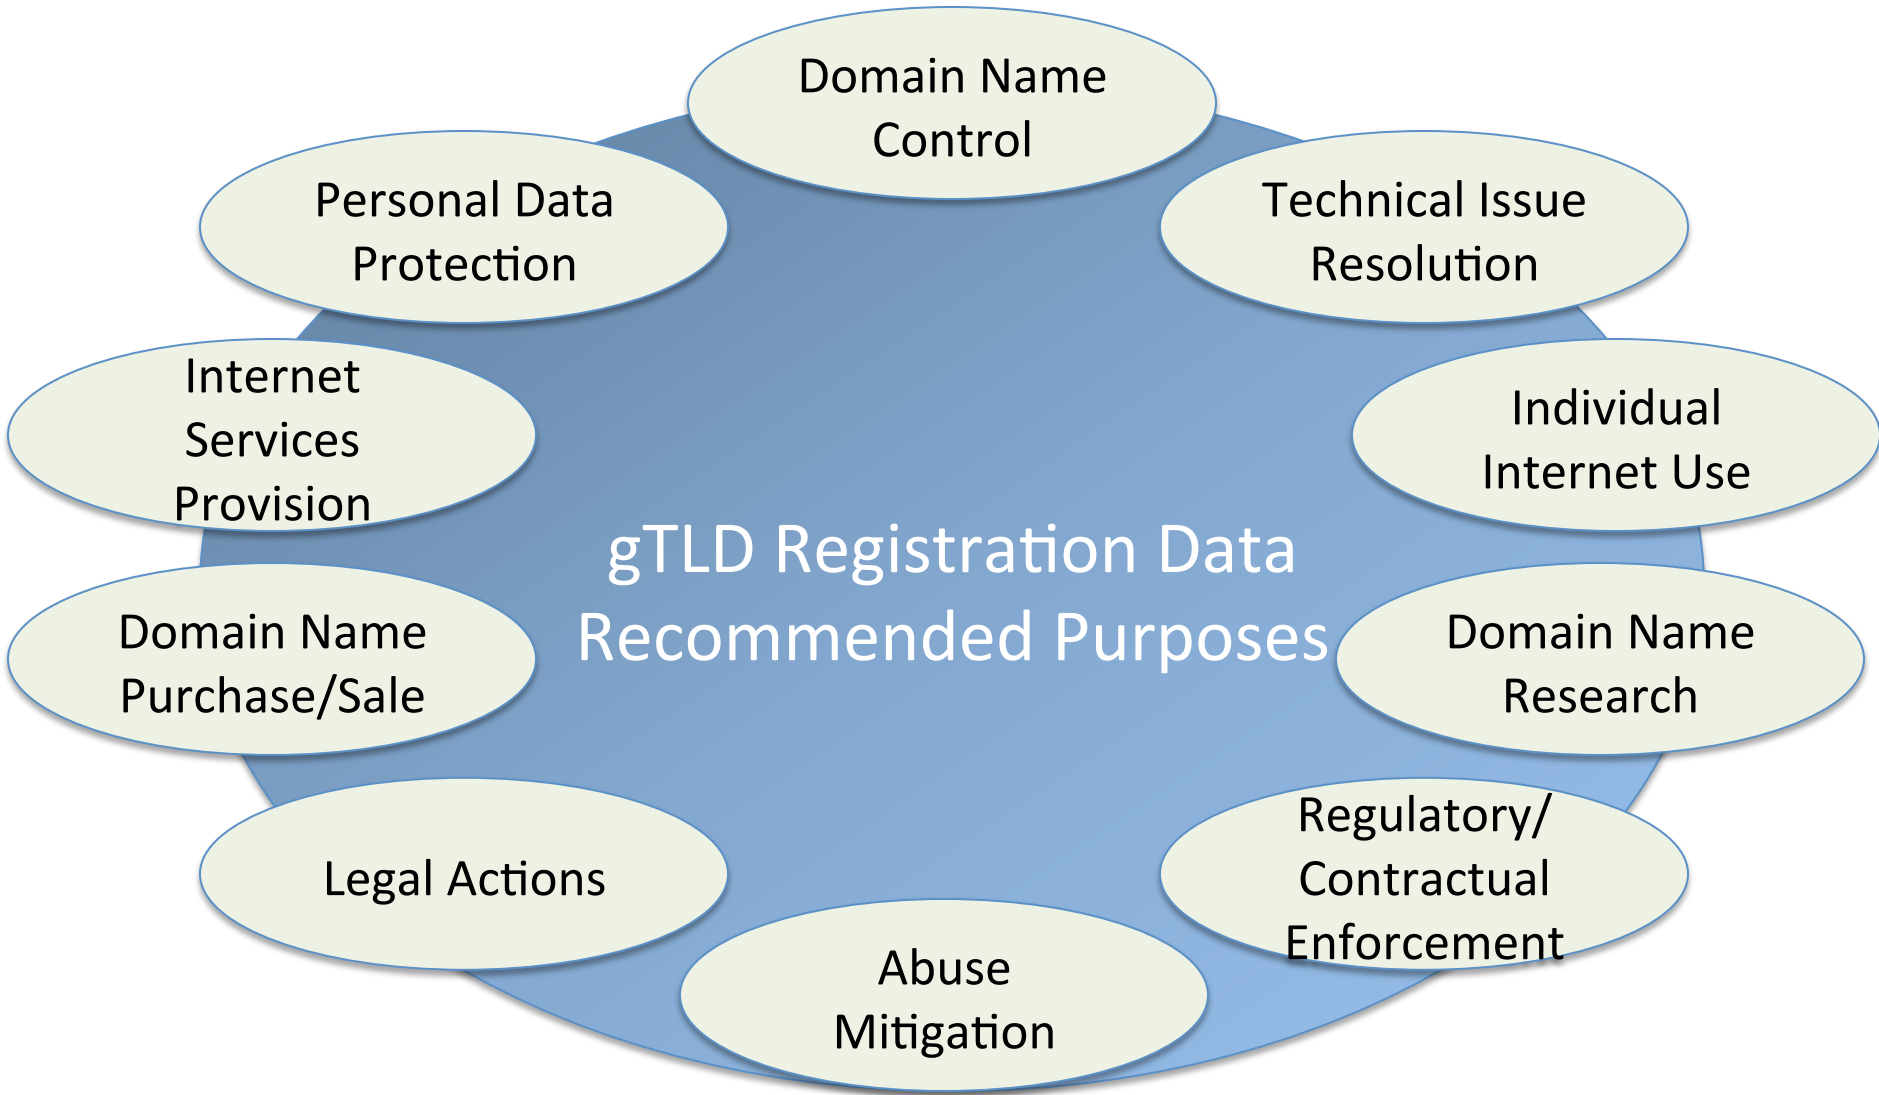 Domain Name
Control
Personal Data
Protection
Technical Issue
Resolution
Internet
Services
Provision
Individual
Internet Use
gTLD Registration Data
Recommended Purposes
Domain Name
Purchase/Sale
Domain Name
Research
Legal Actions
Regulatory/
Contractual
Enforcement
Abuse
Mitigation